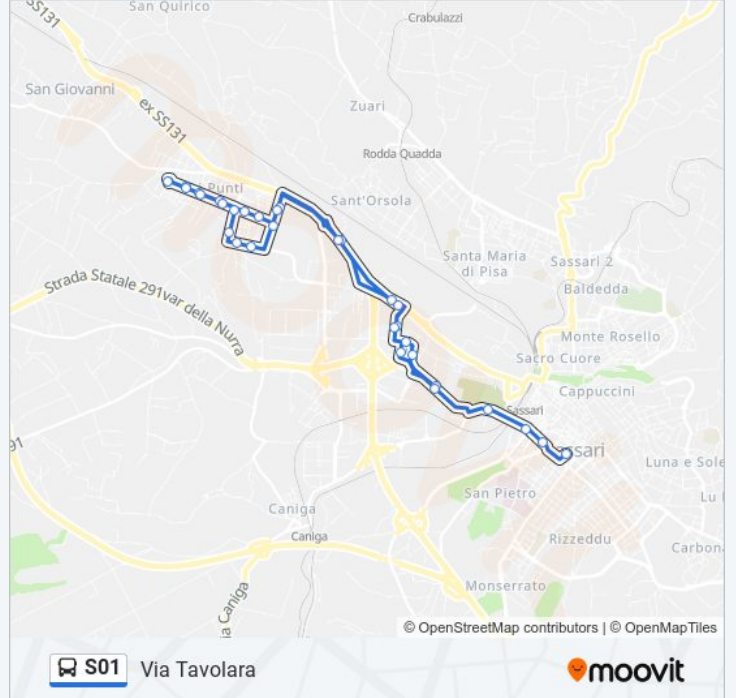 San Quirico
SS131
Crabulazzi
San Giovanni
ex SS131
Zuari
Rodda Quadda
Punti
Sant'Orsola
Santa Maria
di Pisa
Sassari 2
Baldedda
Strada Statale 291var della Nurra
Monte Rosello
Sacro Cuore
Cappuccini
Sassari
ssari
91
Luna e Sole
San Pietro
Lu
Caniga
Caniga
Rizzeddu
Carbona
Monserrato
ia Caniga
© OpenStreetMap contributors | © OpenMapTiles
S01 Via Tavolara
moovit